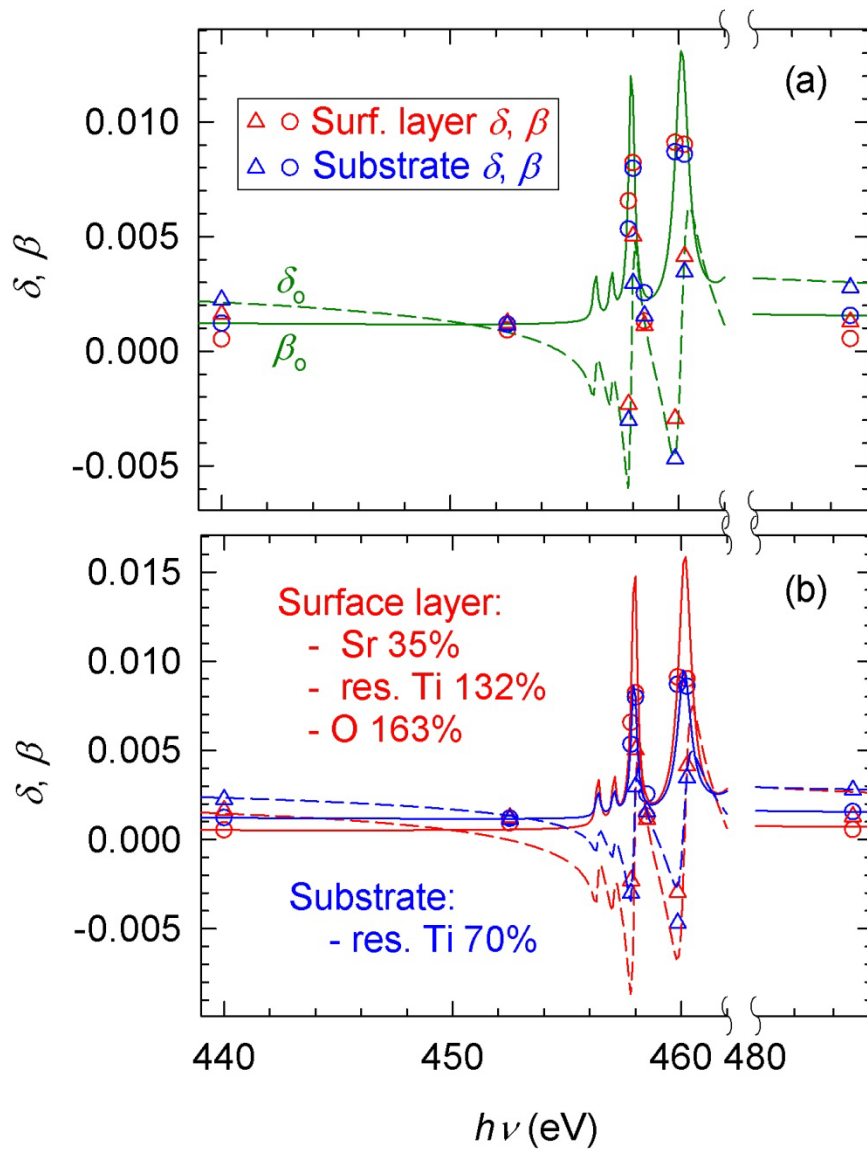 (a)
0.010
0.005
0.000
-0.005
δ, β
△ ○ Surf. layer δ, β
△ ○ Substrate δ, β
δo
βo
(b)
0.015
0.010
0.005
0.000
-0.005
δ, β
Surface layer:
- Sr 35%
- res. Ti 132%
- O 163%
Substrate:
- res. Ti 70%
440 450 460 480
hν (eV)